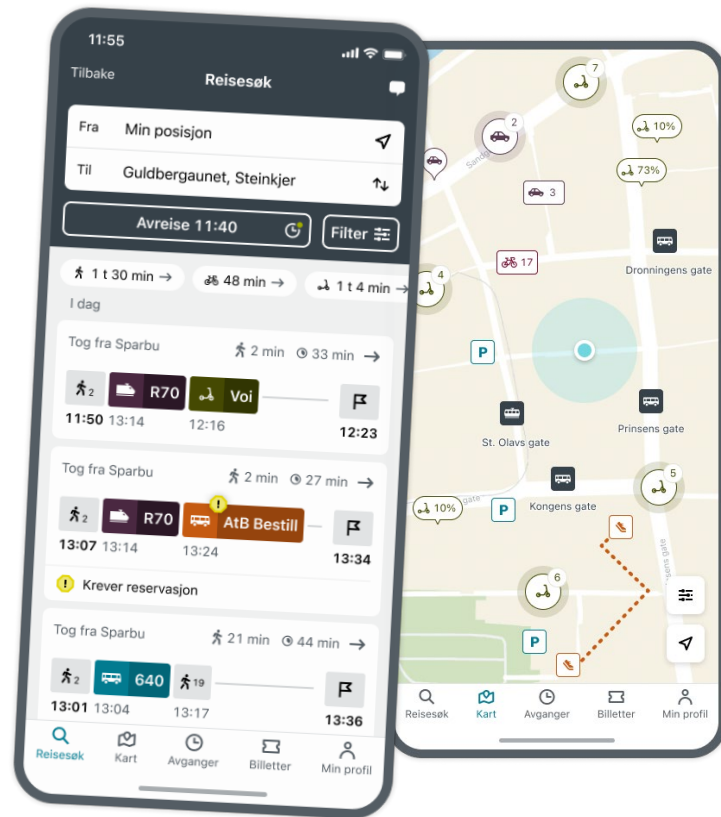 11:55
Tilbake
Reisesøk
Fra Min posisjon
Til Guldbergaunet, Steinkjer
Avreise 11:40
Filter
1 t 30 min →
48 min →
1 t 4 min →
I dag
Tog fra Sparbu
2 min 33 min →
2 R70 Voi
11:50 13:14 12:16 12:23
Tog fra Sparbu
2 min 27 min →
2 R70 AtB Bestill
13:07 13:14 13:24 13:34
Krever reservasjon
Tog fra Sparbu
21 min 44 min →
2 640 19
13:01 13:04 13:17 13:36
Reisesøk Kart Avganger Billetter Min profil
7
2
10%
73%
3
17
Dronningens gate
4
P
Prinsens gate
St. Olavs gate
5
Kongens gate
gate
10%
P
6
P
Reisesøk Kart Avganger Billetter Min profil